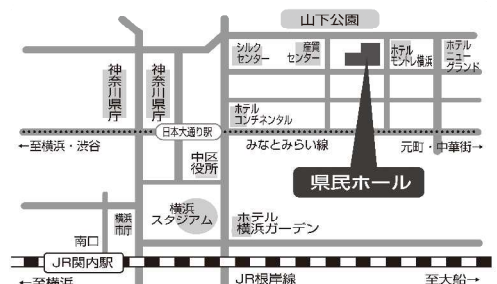 山下公園
シルク
センター
産貿
センター
ホテル
モントレ横浜
ホテル
ニュー
グランド
神奈川県庁
神奈川県庁
ホテル
コンチネンタル
日本大通り駅
みなとみらい線
←至横浜・渋谷
元町・中華街→
中区
役所
県民ホール
横浜
スタジアム
横浜
市庁
ホテル
横浜ガーデン
南口
JR関内駅
←至横浜
JR根岸線
至大船→